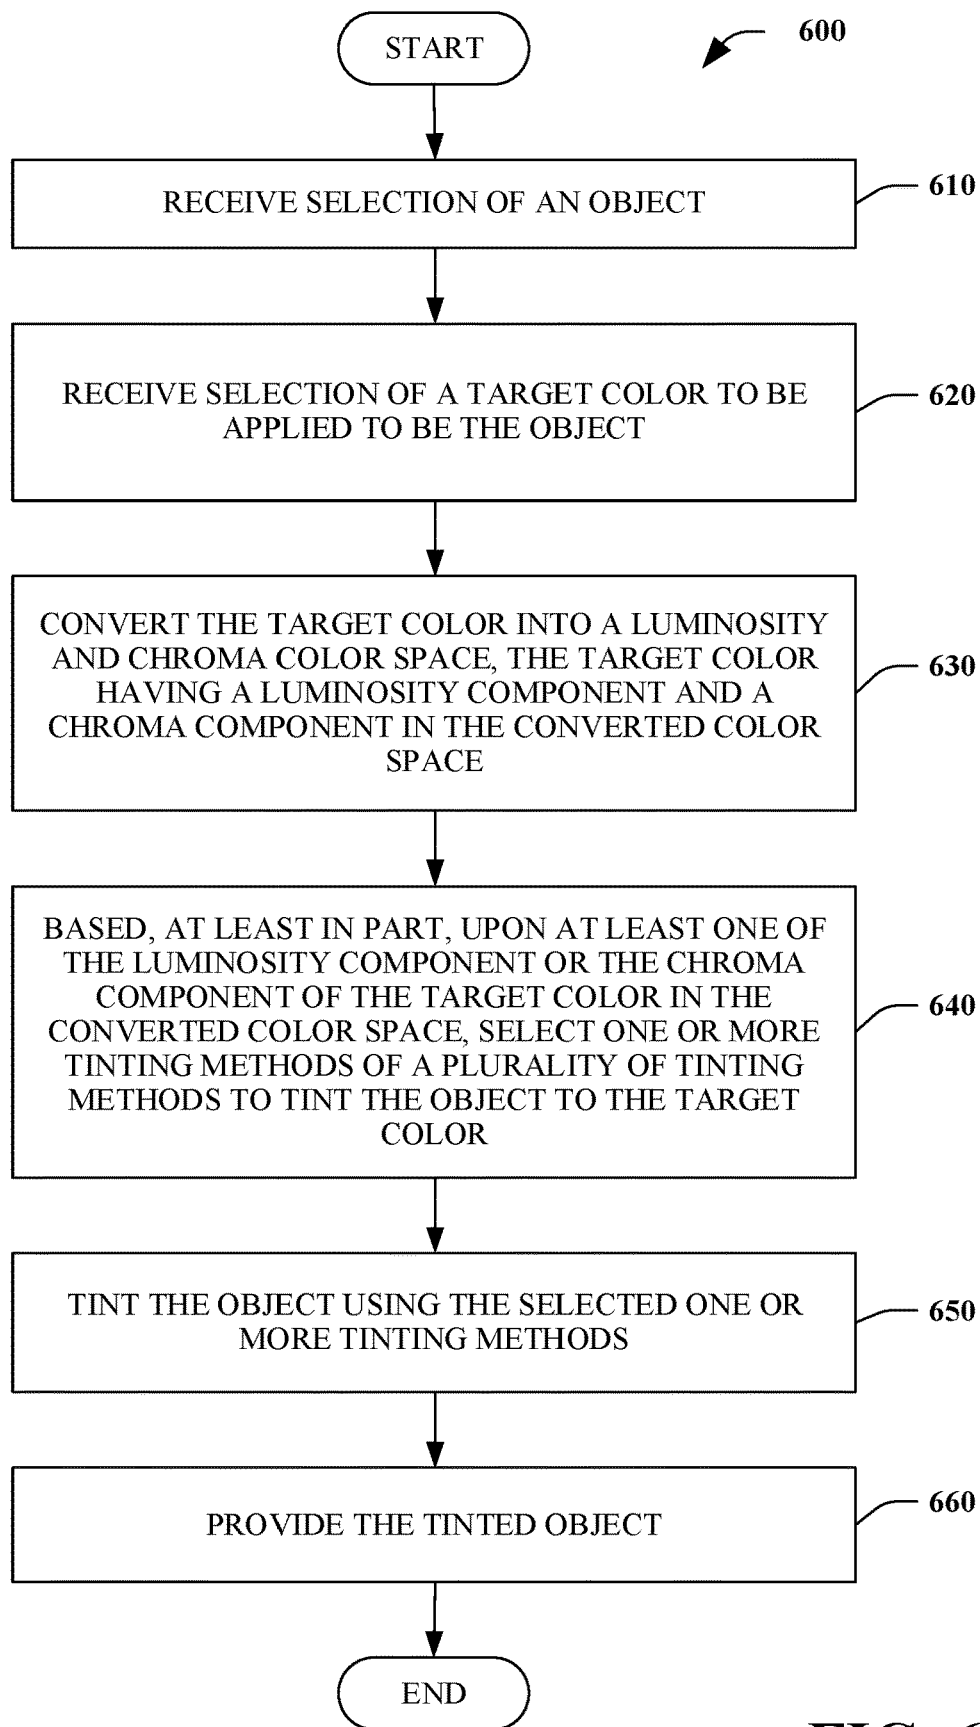 START
600
RECEIVE SELECTION OF AN OBJECT
610
RECEIVE SELECTION OF A TARGET COLOR TO BE
APPLIED TO BE THE OBJECT
620
CONVERT THE TARGET COLOR INTO A LUMINOSITY
AND CHROMA COLOR SPACE, THE TARGET COLOR
HAVING A LUMINOSITY COMPONENT AND A
CHROMA COMPONENT IN THE CONVERTED COLOR
SPACE
630
BASED, AT LEAST IN PART, UPON AT LEAST ONE OF
THE LUMINOSITY COMPONENT OR THE CHROMA
COMPONENT OF THE TARGET COLOR IN THE
CONVERTED COLOR SPACE, SELECT ONE OR MORE
TINTING METHODS OF A PLURALITY OF TINTING
METHODS TO TINT THE OBJECT TO THE TARGET
COLOR
640
TINT THE OBJECT USING THE SELECTED ONE OR
MORE TINTING METHODS
650
PROVIDE THE TINTED OBJECT
660
END
FIG.